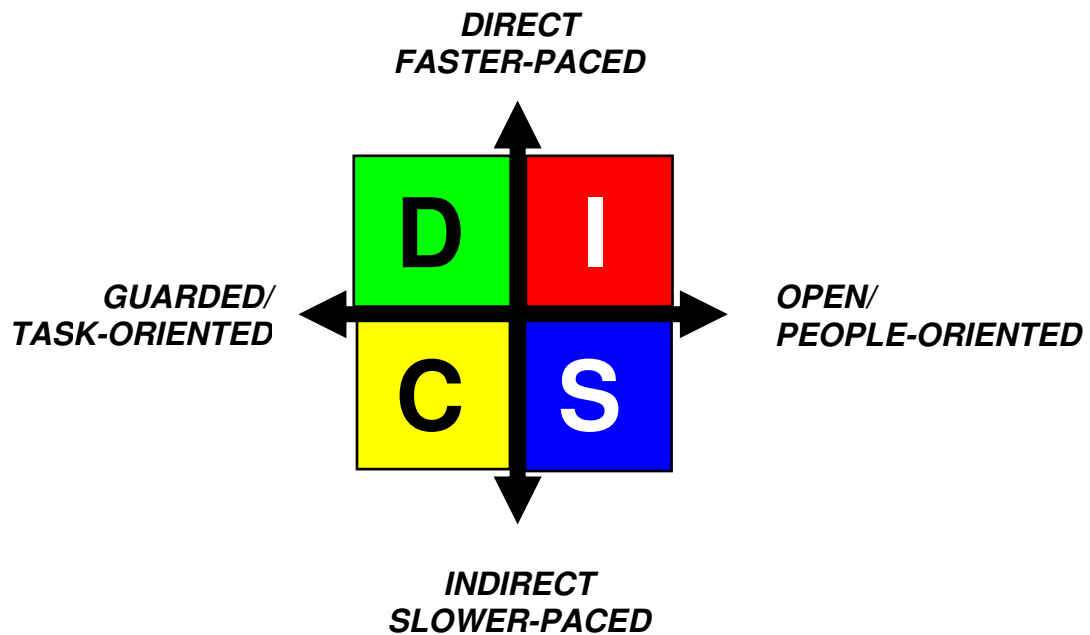 DIRECT
FASTER-PACED
D
I
GUARDED/
TASK-ORIENTED
OPEN/
PEOPLE-ORIENTED
C
S
INDIRECT
SLOWER-PACED